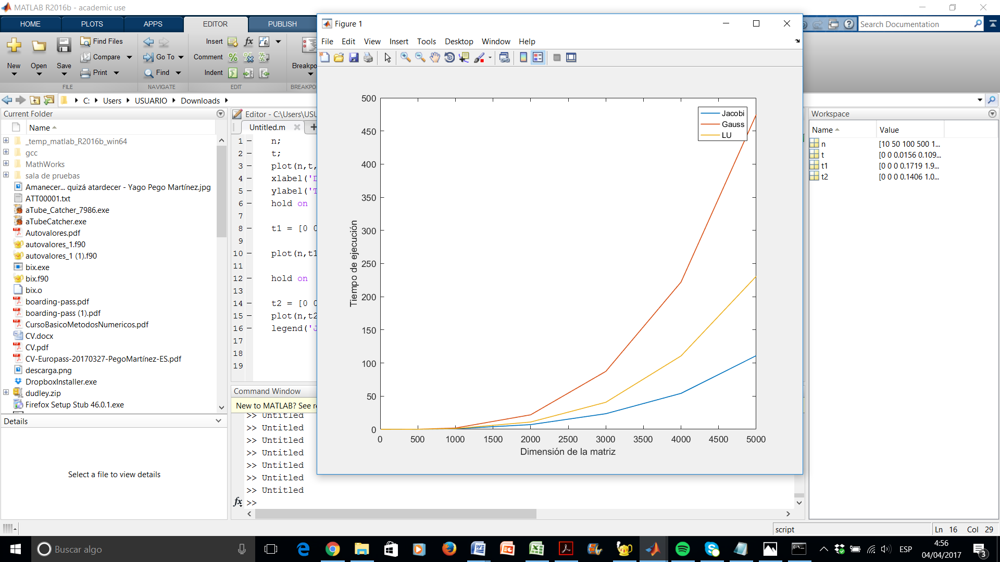 MATLAB R2016b - academic use
HOME
PLOTS
APPS
EDITOR
PUBLISH
Search Documentation
New
Open
Save
Find Files
Compare
Print
FILE
Go To
Find
NAVIGATE
Insert
Comment
Indent
EDIT
Breakpo
BREAKPO
C:
Users
USUARIO
Downloads
Current Folder
Name
_temp_matlab_R2016b_win64
gcc
MathWorks
sala de pruebas
Amanecer... quizá atardecer - Yago Pego Martínez.jpg
ATT00001.txt
aTube_Catcher_7986.exe
aTubeCatcher.exe
Autovalores.pdf
autovalores_1.f90
autovalores_1 (1).f90
bix.exe
bix.f90
bix.o
boarding-pass.pdf
boarding-pass (1).pdf
CursoBasicoMetodosNumericos.pdf
CV.docx
CV.pdf
CV-Europass-20170327-PegoMartínez-ES.pdf
descarga.png
DropboxInstaller.exe
dudley.zip
Firefox Setup Stub 46.0.1.exe
Details
Select a file to view details
Editor - C:\Users\USU
Untitled.m
1 n;
2 t;
3 plot(n,t,
4 xlabel('D
5 ylabel('T
6 hold on
7
8 t1 = [0 0
9
10 plot(n,t1
11
12 hold on
13
14 t2 = [0 0
15 plot(n,t2
16 legend('J
17
18
19
Command Window
New to MATLAB? See re
>> Untitled
>> Untitled
>> Untitled
>> Untitled
>> Untitled
>> Untitled
>> Untitled
fx >>
Figure 1
File Edit View Insert Tools Desktop Window Help
500
450
400
350
300
250
200
150
100
50
0
Tiempo de ejecución
Jacobi
Gauss
LU
0 500 1000 1500 2000 2500 3000 3500 4000 4500 5000
Dimensión de la matriz
Workspace
Name Value
n [10 50 100 500 1...
t [0 0 0.0156 0.109...
t1 [0 0 0 0.1719 1.9...
t2 [0 0 0 0.1406 1.0...
script
Ln 16 Col 29
Buscar algo
ESP
4:56
04/04/2017
3